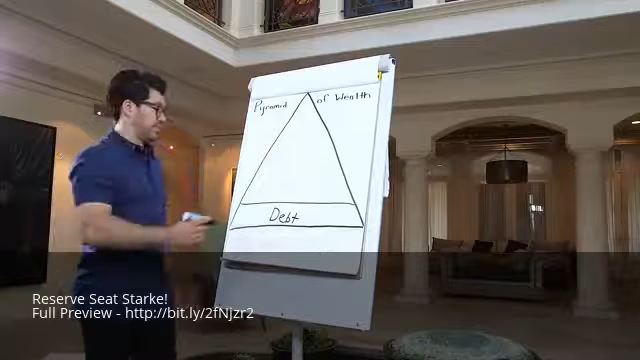 Pyramid of Wealth
Debt
Reserve Seat Starke!
Full Preview - http://bit.ly/2fNjzr2